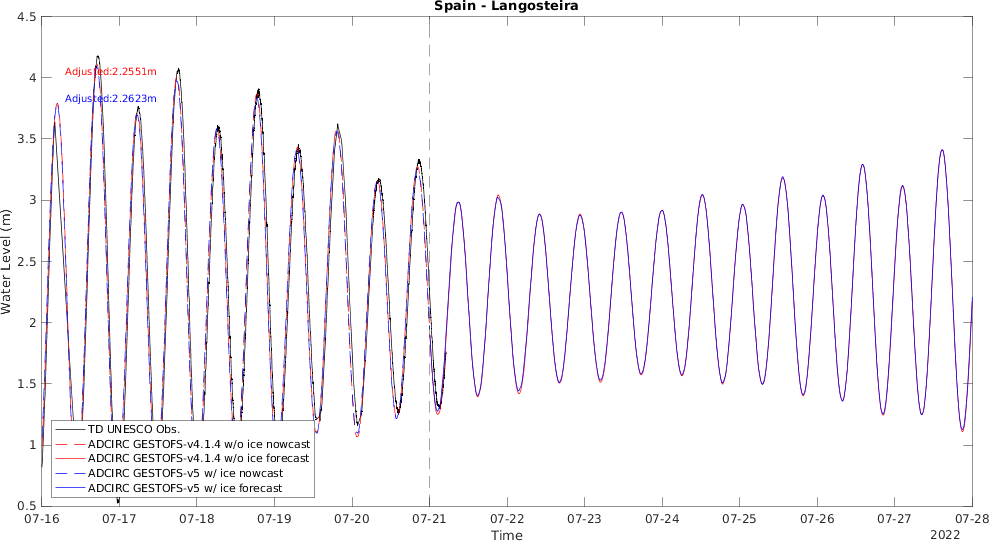 Spain - Langosteira
4.5
4
3.5
3
2.5
2
1.5
1
0.5
Water Level (m)
Adjusted:2.2551m
Adjusted:2.2623m
TD UNESCO Obs.
ADCIRC GESTOFS-v4.1.4 w/o ice nowcast
ADCIRC GESTOFS-v4.1.4 w/o ice forecast
ADCIRC GESTOFS-v5 w/ ice nowcast
ADCIRC GESTOFS-v5 w/ ice forecast
07-16 07-17 07-18 07-19 07-20 07-21 07-22 07-23 07-24 07-25 07-26 07-27 07-28
Time
2022